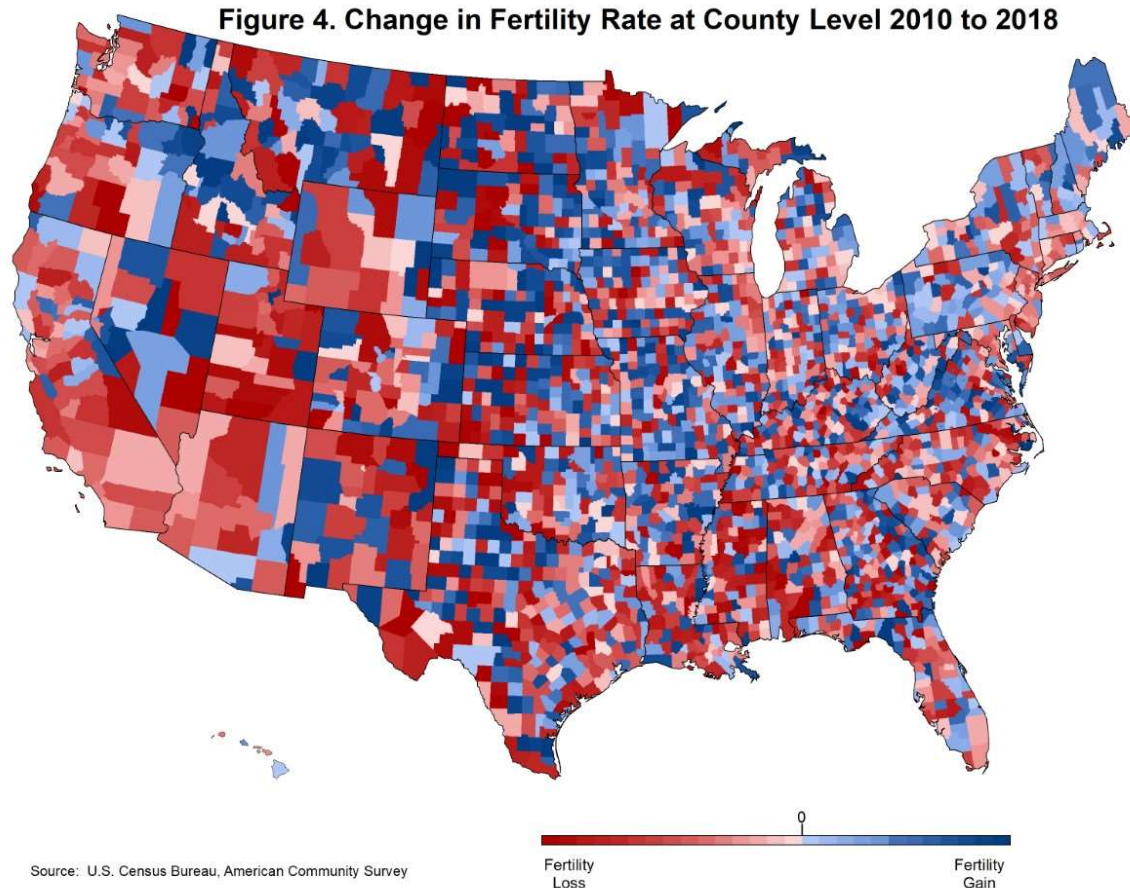 Figure 4. Change in Fertility Rate at County Level 2010 to 2018
0
Fertility
Loss
Fertility
Gain
Source: U.S. Census Bureau, American Community Survey